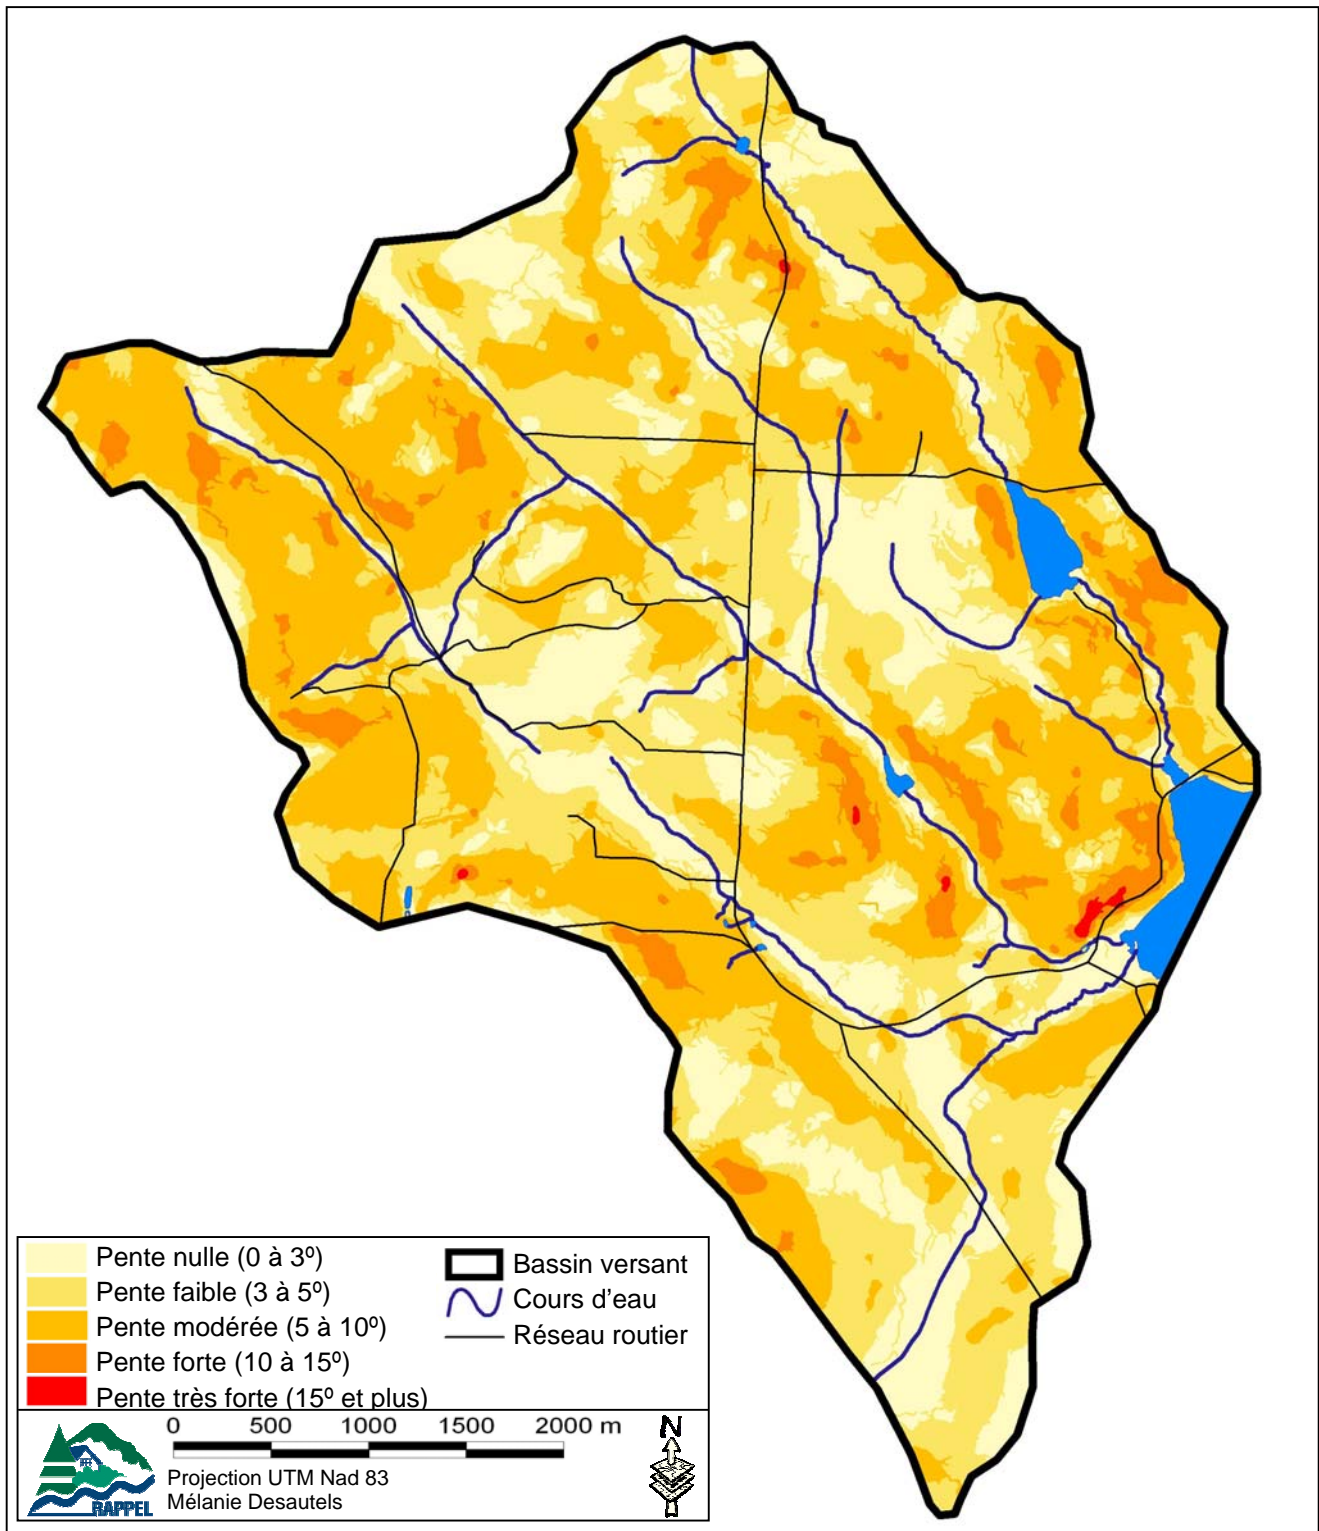 Pente nulle (0 à 3º)
Pente faible (3 à 5º)
Pente modérée (5 à 10º)
Pente forte (10 à 15º)
Pente très forte (15º et plus)
Bassin versant
Cours d'eau
Réseau routier
0 500 1000 1500 2000 m
Projection UTM Nad 83
Mélanie Desautels
RAPPEL
N